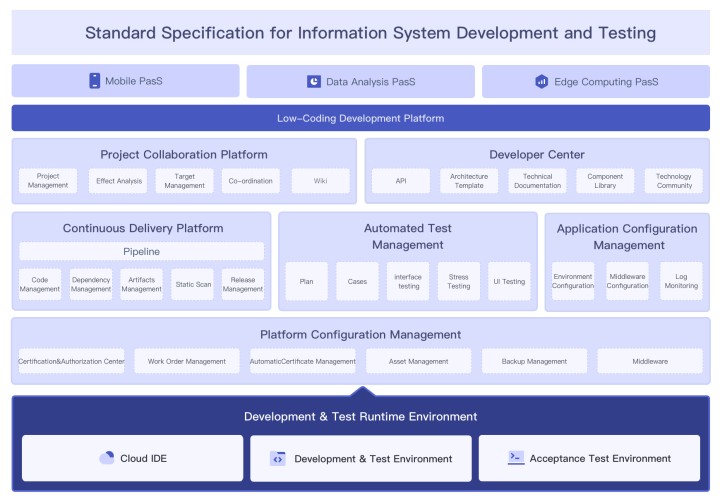 Standard Specification for Information System Development and Testing
Mobile PasS
Data Analysis PasS
Edge Computing PasS
Low-Coding Development Platform
Project Collaboration Platform
Project
Management
Effect Analysis
Target
Management
Co-ordination
Wiki
Developer Center
API
Architecture
Template
Technical
Documentation
Component
Library
Technology
Community
Continuous Delivery Platform
Pipeline
Code
Management
Dependency
Management
Artifacts
Management
Static Scan
Release
Management
Automated Test
Management
Plan
Cases
interface
testing
Stress
Testing
UI Testing
Application Configuration
Management
Environment
Configuration
Middleware
Configuration
Log
Monitoring
Platform Configuration Management
Certification&Authorization Center
Work Order Management
AutomaticCertificate Management
Asset Management
Backup Management
Middleware
Development & Test Runtime Environment
Cloud IDE
Development & Test Environment
Acceptance Test Environment